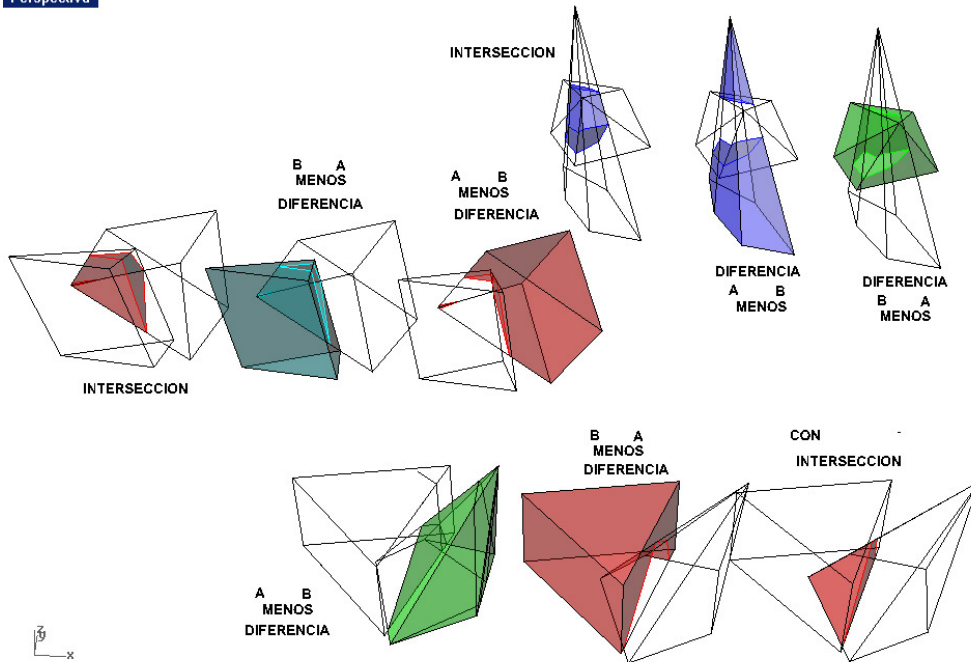 Perspectiva
INTERSECCION
B A
MENOS
DIFERENCIA
A B
MENOS
DIFERENCIA
DIFERENCIA
A B
MENOS
DIFERENCIA
B A
MENOS
INTERSECCION
B A
MENOS
DIFERENCIA
CON -
INTERSECCION
A B
MENOS
DIFERENCIA
z
y
x